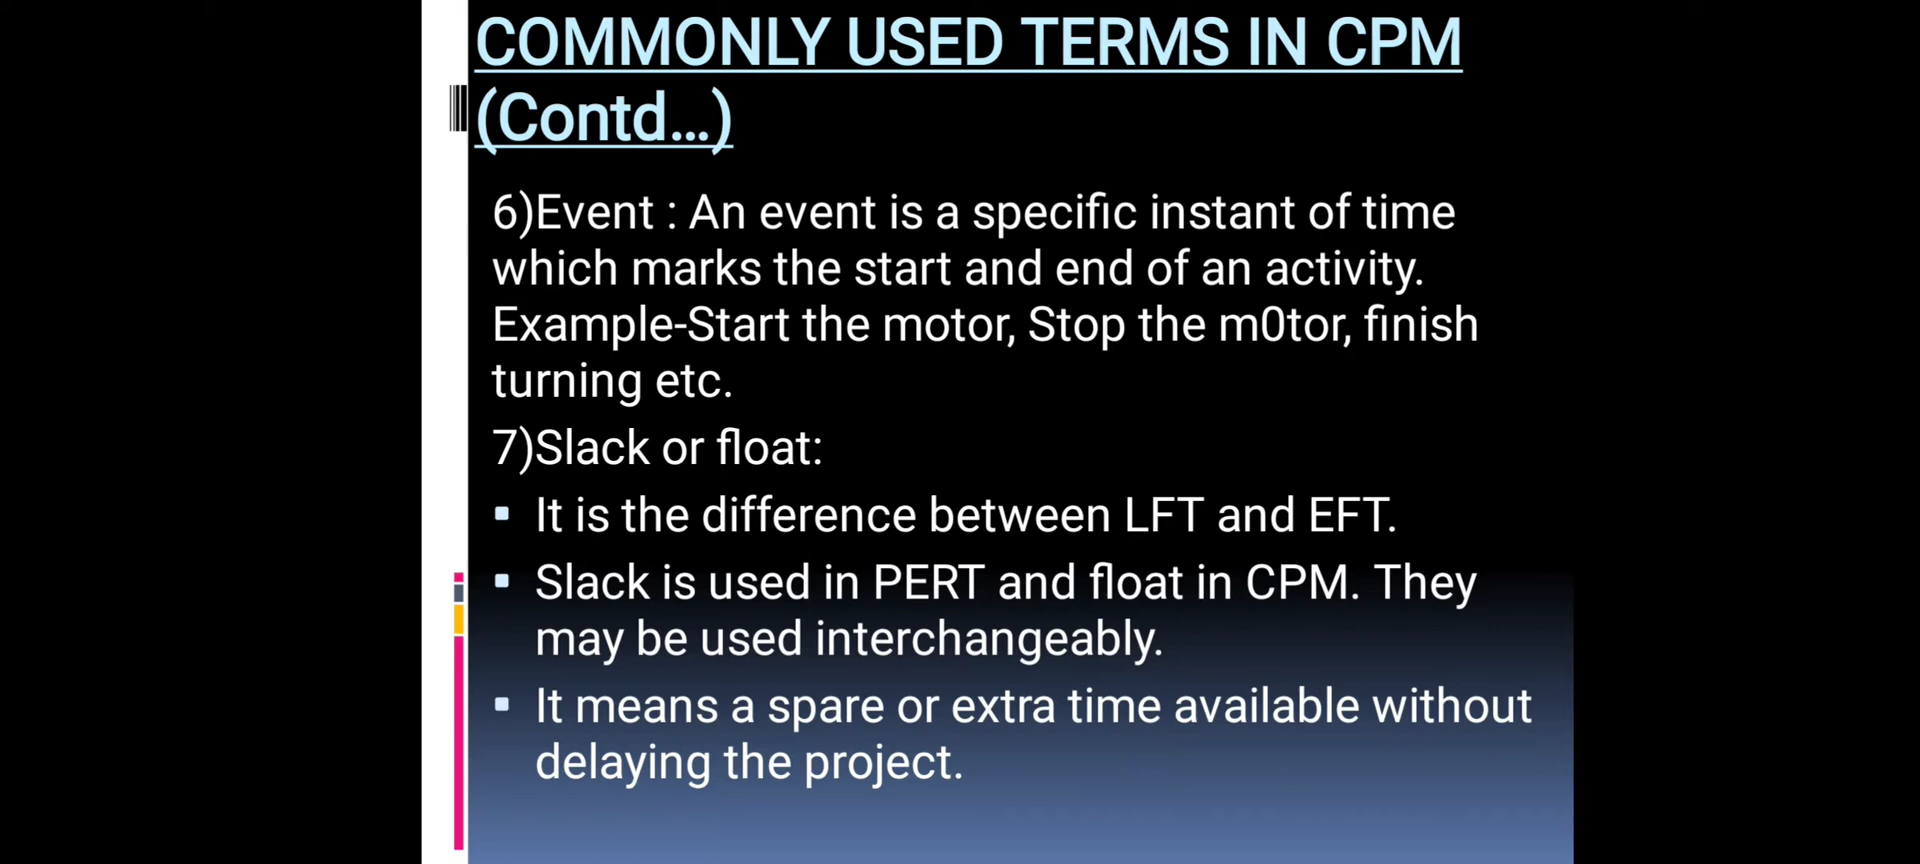 COMMONLY USED TERMS IN CPM
(Contd...)
6)Event : An event is a specific instant of time
which marks the start and end of an activity.
Example-Start the motor, Stop the m0tor, finish
turning etc.
7)Slack or float:
▪ It is the difference between LFT and EFT.
▪ Slack is used in PERT and float in CPM. They
may be used interchangeably.
▪ It means a spare or extra time available without
delaying the project.